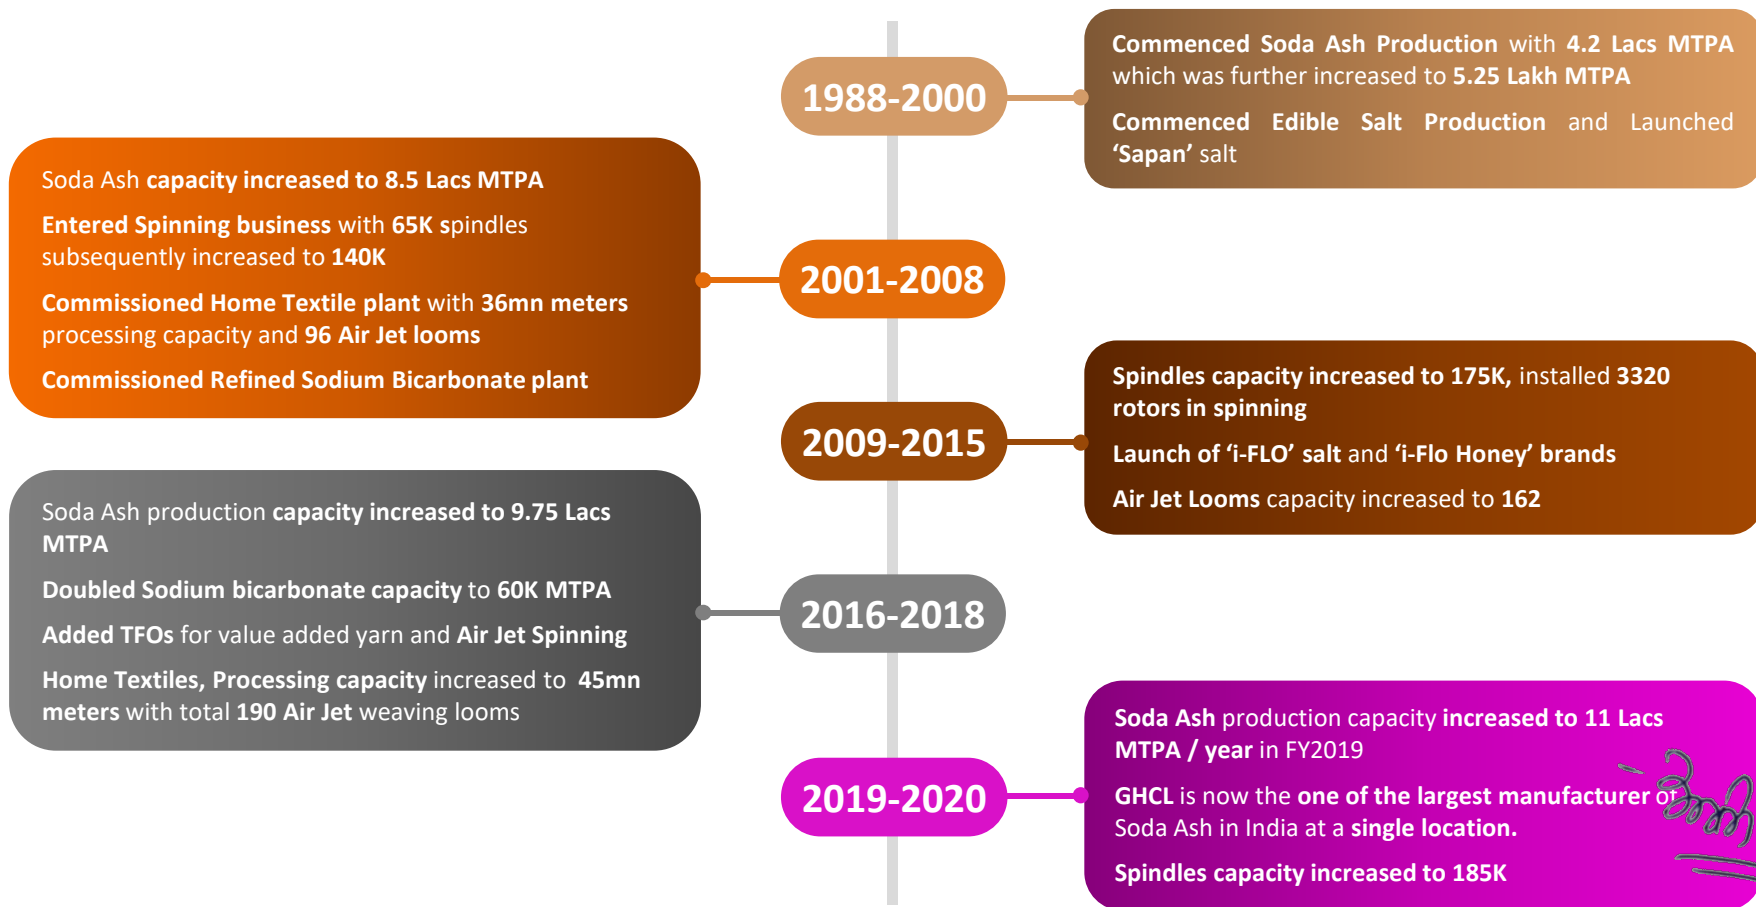 1988-2000
Commenced Soda Ash Production with 4.2 Lacs MTPA
which was further increased to 5.25 Lakh MTPA
Commenced Edible Salt Production and Launched
‘Sapan’ salt
2001-2008
Soda Ash capacity increased to 8.5 Lacs MTPA
Entered Spinning business with 65K spindles
subsequently increased to 140K
Commissioned Home Textile plant with 36mn meters
processing capacity and 96 Air Jet looms
Commissioned Refined Sodium Bicarbonate plant
2009-2015
Spindles capacity increased to 175K, installed 3320
rotors in spinning
Launch of ‘i-FLO’ salt and ‘i-Flo Honey’ brands
Air Jet Looms capacity increased to 162
2016-2018
Soda Ash production capacity increased to 9.75 Lacs
MTPA
Doubled Sodium bicarbonate capacity to 60K MTPA
Added TFOs for value added yarn and Air Jet Spinning
Home Textiles, Processing capacity increased to 45mn
meters with total 190 Air Jet weaving looms
2019-2020
Soda Ash production capacity increased to 11 Lacs
MTPA / year in FY2019
GHCL is now the one of the largest manufacturer of
Soda Ash in India at a single location.
Spindles capacity increased to 185K